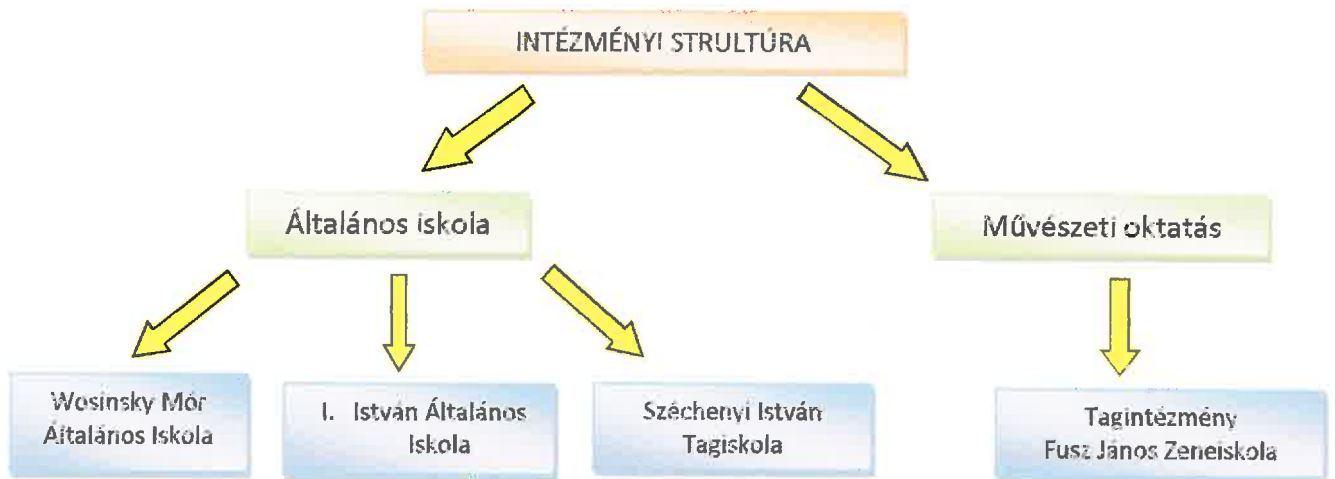 INTÉZMÉNYI STRULTÚRA
Általános iskola
Művészeti oktatás
Wosinsky Mór
Általános Iskola
I. István Általános
Iskola
Széchenyi István
Tagiskola
Tagintézmény
Fusz János Zeneiskola